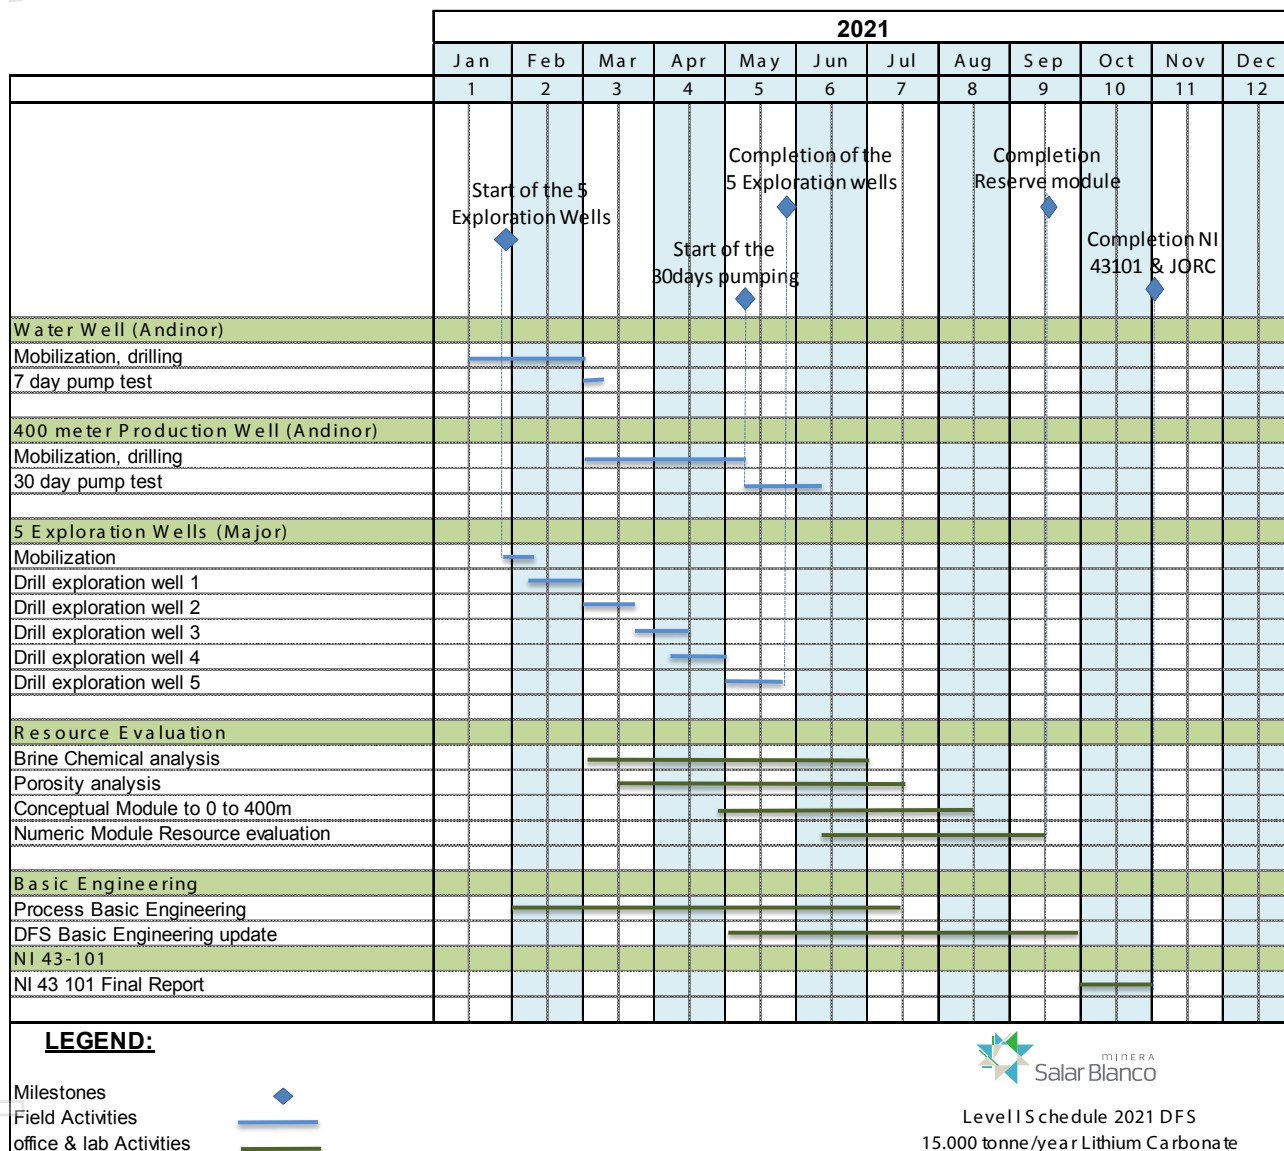 2021
Jan Feb Mar Apr May Jun Jul Aug Sep Oct Nov Dec
1 2 3 4 5 6 7 8 9 10 11 12
Start of the 5
Exploration Wells
Completion of the
5 Exploration wells
Start of the
30days pumping
Completion
Reserve module
Completion NI
43101 & JORC
Water Well (Andinor)
Mobilization, drilling
7 day pump test
400 meter Production Well (Andinor)
Mobilization, drilling
30 day pump test
5 Exploration Wells (Major)
Mobilization
Drill exploration well 1
Drill exploration well 2
Drill exploration well 3
Drill exploration well 4
Drill exploration well 5
Resource Evaluation
Brine Chemical analysis
Porosity analysis
Conceptual Module to 0 to 400m
Numeric Module Resource evaluation
Basic Engineering
Process Basic Engineering
DFS Basic Engineering update
NI 43-101
NI 43 101 Final Report
LEGEND:
Milestones
Field Activities
office & lab Activities
MINERA
Salar Blanco
Level I Schedule 2021 DFS
15.000 tonne/year Lithium Carbonate